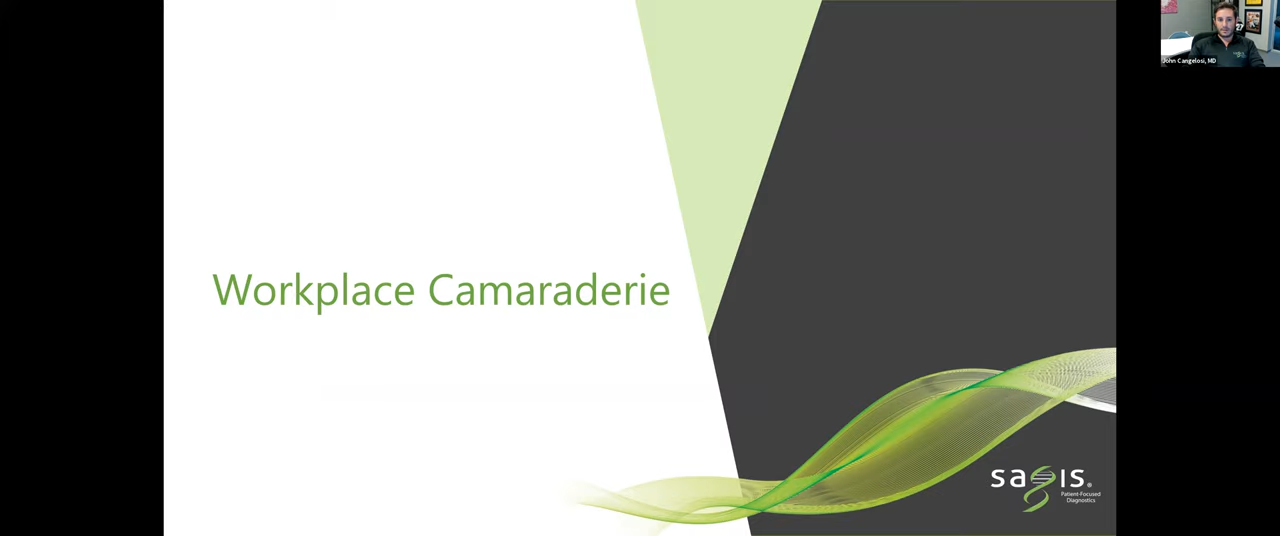 John Cangelosi, MD
Workplace Camaraderie
sagis®
Patient-Focused
Diagnostics